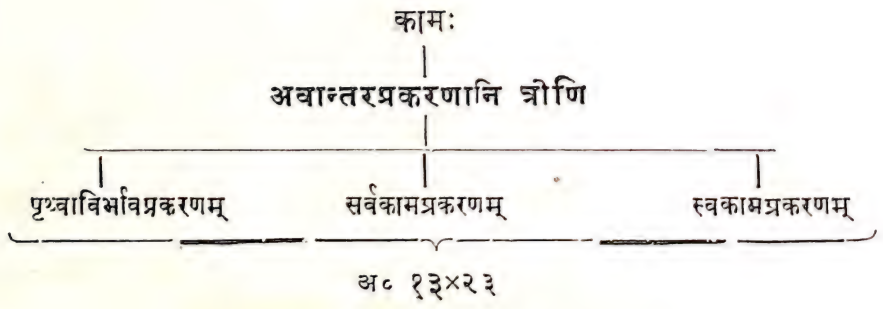 कामः
अवान्तरप्रकरणानि त्रीणि
पृथ्वाविर्भावप्रकरणम् सर्वकामप्रकरणम् स्वकामप्रकरणम्
अ० १३×२३